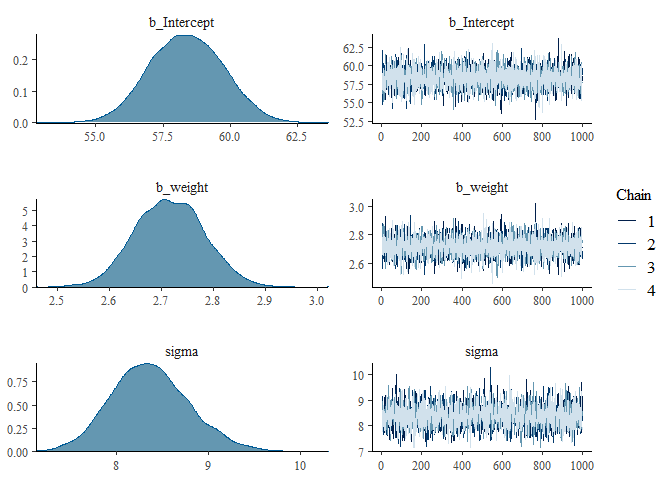 b_Intercept
0.2
0.1
0.0
55.0 57.5 60.0 62.5
b_Intercept
62.5
60.0
57.5
55.0
52.5
0 200 400 600 800 1000
b_weight
5
4
3
2
1
0
2.5 2.6 2.7 2.8 2.9 3.0
b_weight
3.0
2.8
2.6
0 200 400 600 800 1000
sigma
0.75
0.50
0.25
0.00
8 9 10
sigma
10
9
8
7
0 200 400 600 800 1000
Chain
1
2
3
4